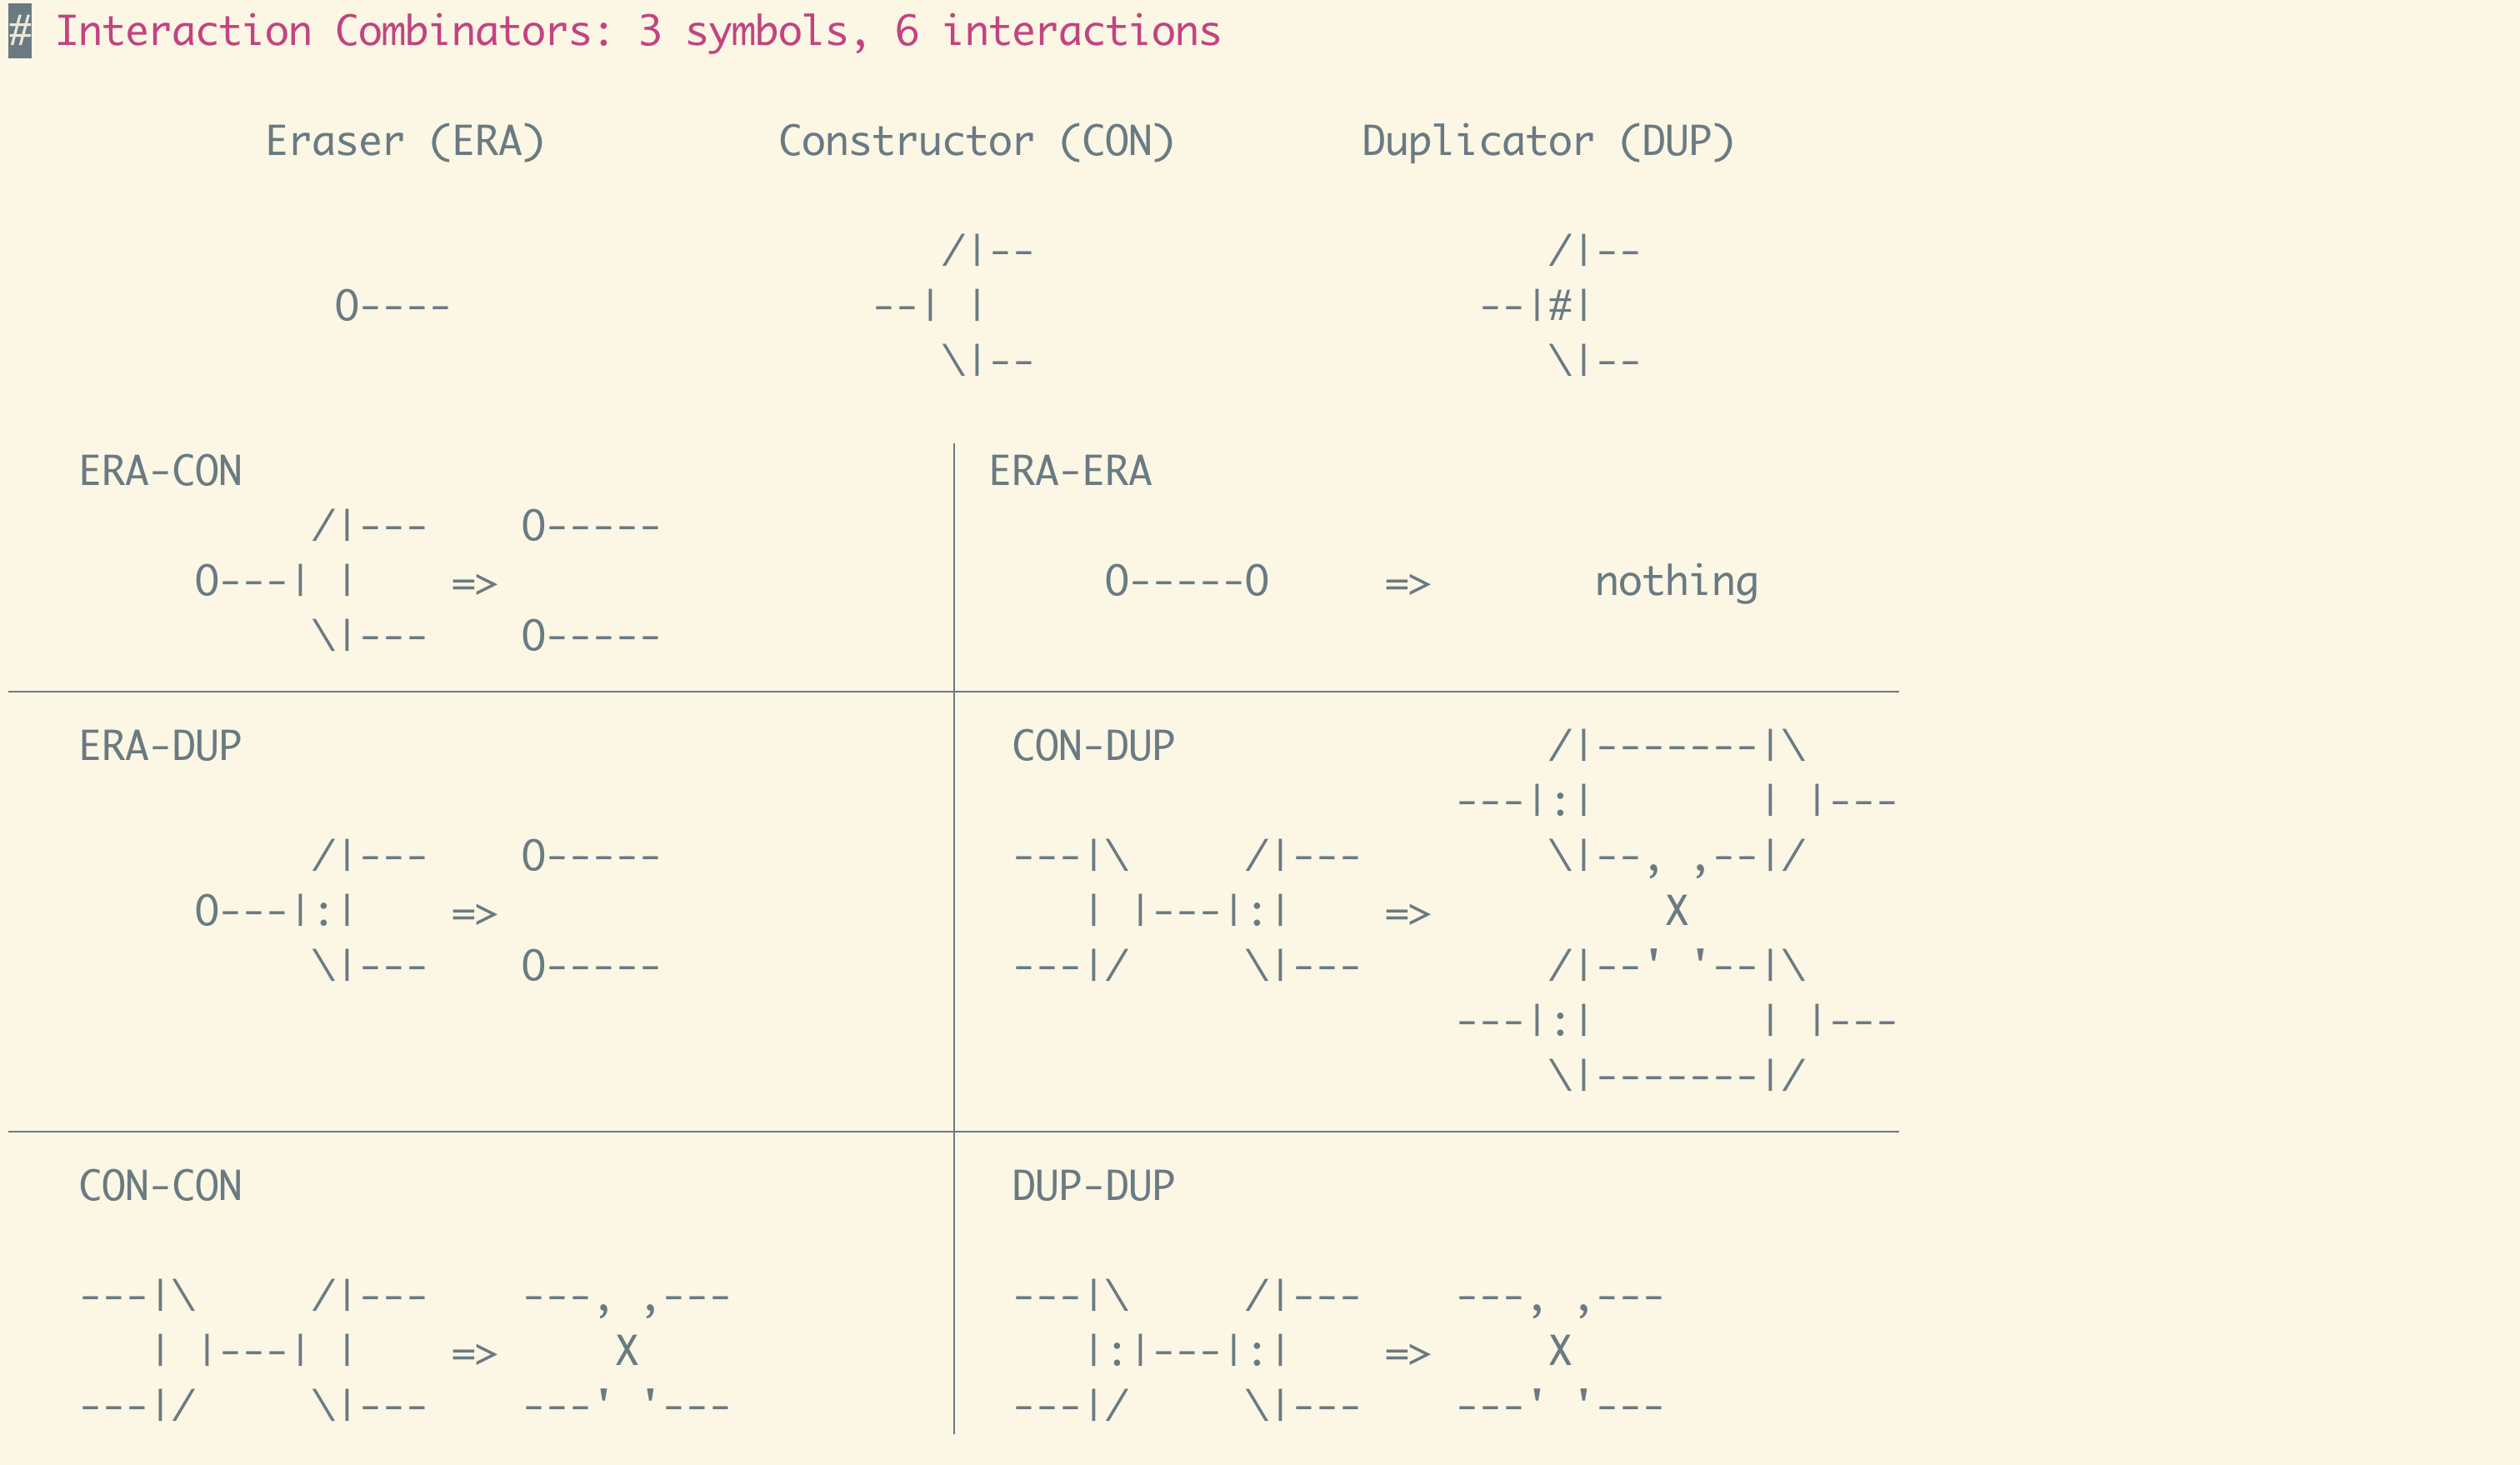 # Interaction Combinators: 3 symbols, 6 interactions
Eraser (ERA) Constructor (CON) Duplicator (DUP)
/|-- /|--
O---- --| | --|#|
\|-- \|--
ERA-CON ERA-ERA
/|--- O-----
O---| | => O-----O => nothing
\|--- O-----
ERA-DUP CON-DUP /|-------|\
---|:| | |---
/|--- O----- ---|\ /|--- \|--, ,--|/
O---|:| => | |---|:| => X
\|--- O----- ---|/ \|--- /|--' '--|\
---|:| | |---
\|-------|/
CON-CON DUP-DUP
---|\ /|--- ---, ,--- ---|\ /|--- ---, ,---
| |---| | => X |:|---|:| => X
---|/ \|--- ---' '--- ---|/ \|--- ---' '---